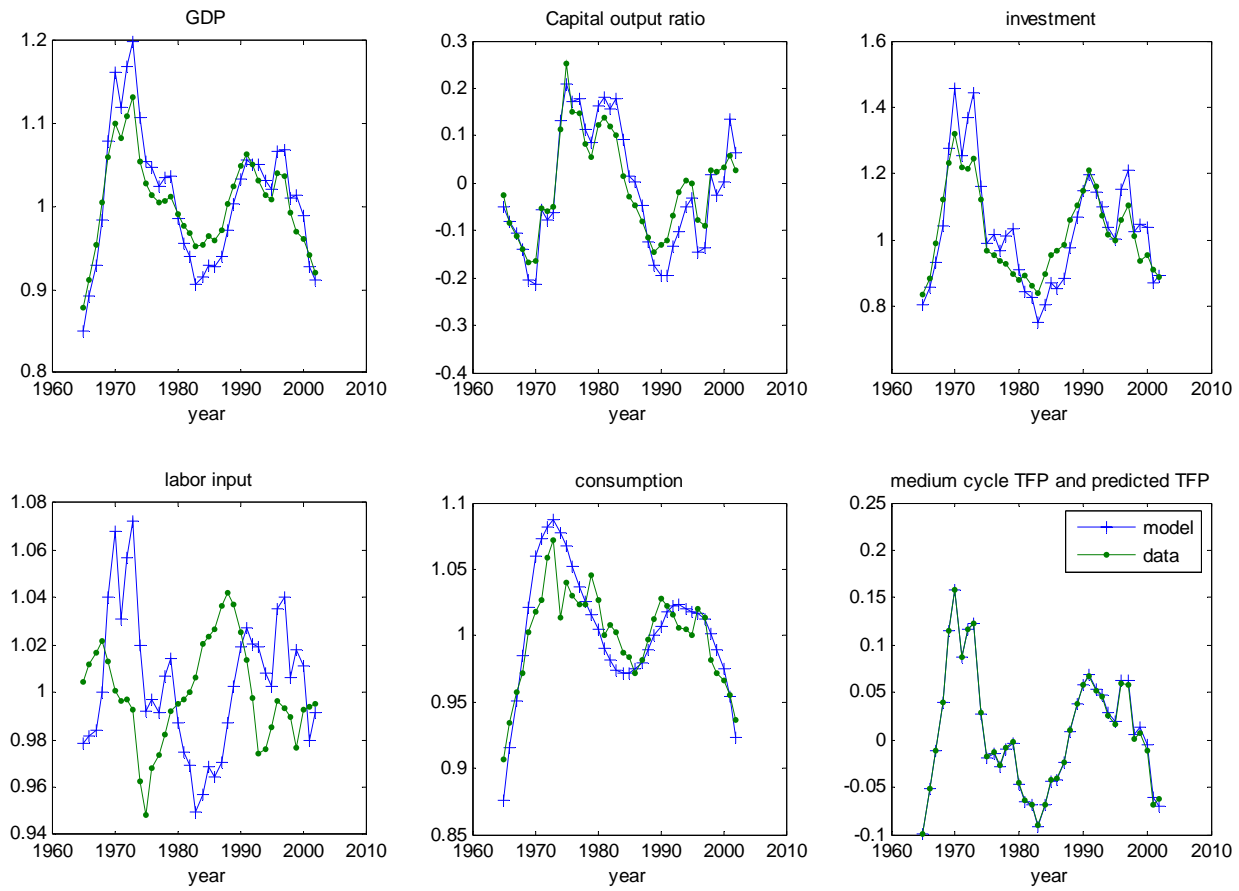 GDP
1.2
1.1
1
0.9
0.8
1960 1970 1980 1990 2000 2010
year
Capital output ratio
0.3
0.2
0.1
0
-0.1
-0.2
-0.3
-0.4
1960 1970 1980 1990 2000 2010
year
investment
1.6
1.4
1.2
1
0.8
1960 1970 1980 1990 2000 2010
year
labor input
1.08
1.06
1.04
1.02
1
0.98
0.96
0.94
1960 1970 1980 1990 2000 2010
year
consumption
1.1
1.05
1
0.95
0.9
0.85
1960 1970 1980 1990 2000 2010
year
medium cycle TFP and predicted TFP
0.25
0.2
0.15
0.1
0.05
0
-0.05
-0.1
1960 1970 1980 1990 2000 2010
year
model
data